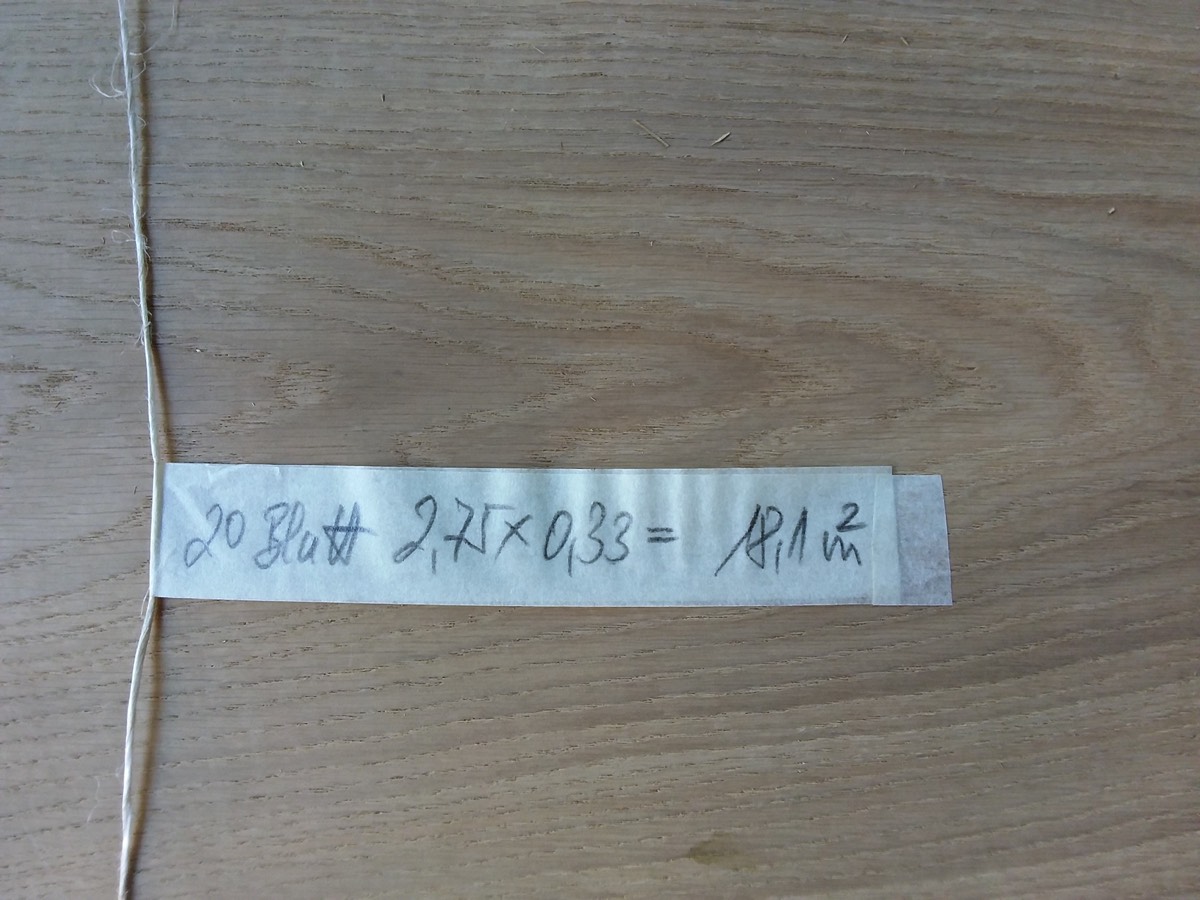 20 Blatt 2,75 x 0,33 = 18,1 m²